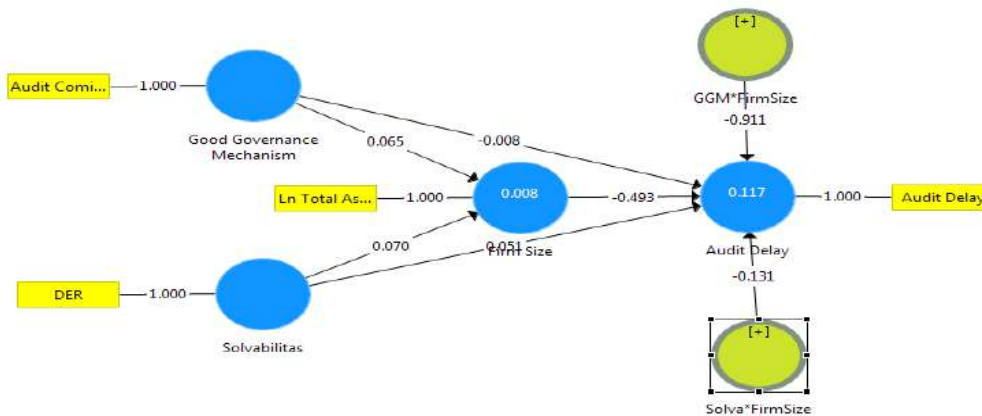 [+]
GGM*FirmSize
-0.911
Audit Comi...
1.000
Good Governance
Mechanism
0.065
-0.008
Ln Total As...
1.000
0.008
Firm Size
-0.493
0.117
Audit Delay
1.000
Audit Delay
0.070
0.051
DER
1.000
Solvabilitas
-0.131
[+]
Solva*FirmSize